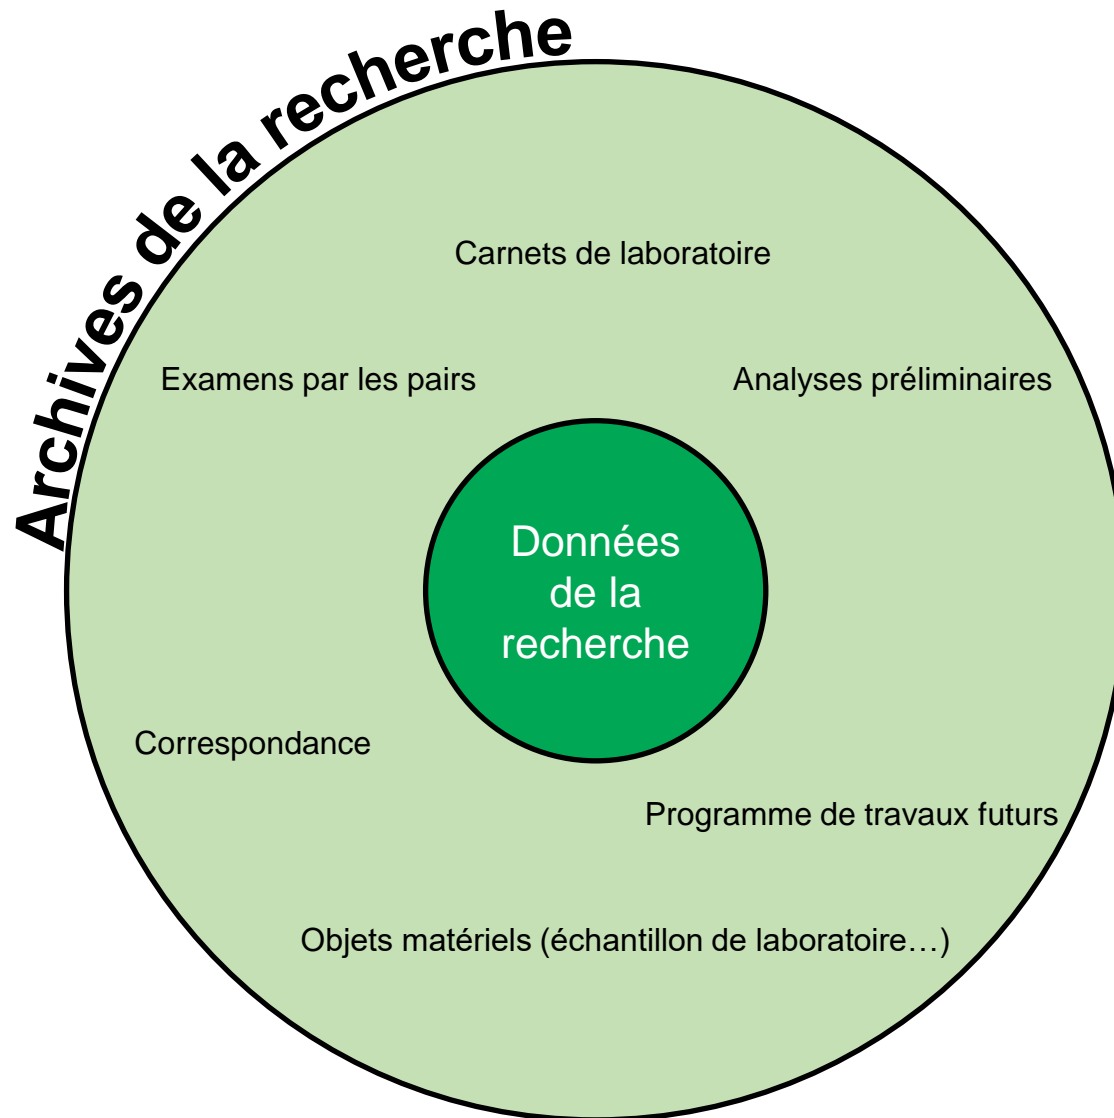 Archives de la recherche
Carnets de laboratoire
Examens par les pairs
Analyses préliminaires
Données
de la
recherche
Correspondance
Programme de travaux futurs
Objets matériels (échantillon de laboratoire…)